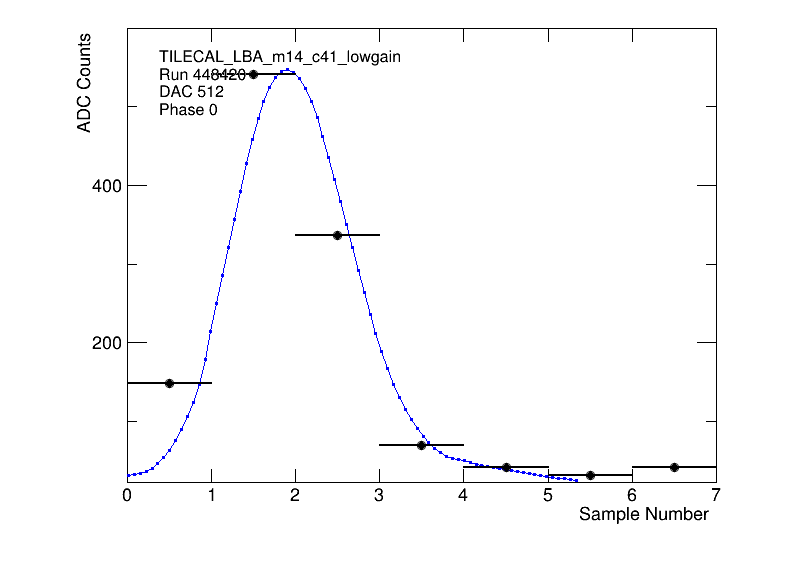 TILECAL_LBA_m14_c41_lowgain
Run 448420
DAC 512
Phase 0
ADC Counts
400
200
0 1 2 3 4 5 6 7
Sample Number